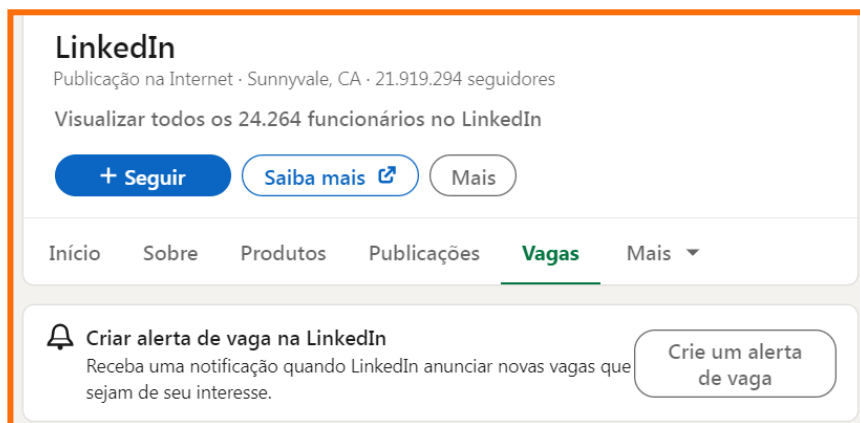 LinkedIn
Publicação na Internet · Sunnyvale, CA · 21.919.294 seguidores
Visualizar todos os 24.264 funcionários no LinkedIn
+ Seguir Saiba mais Mais
Início Sobre Produtos Publicações Vagas Mais
Criar alerta de vaga na LinkedIn
Receba uma notificação quando LinkedIn anunciar novas vagas que
sejam de seu interesse.
Crie um alerta
de vaga